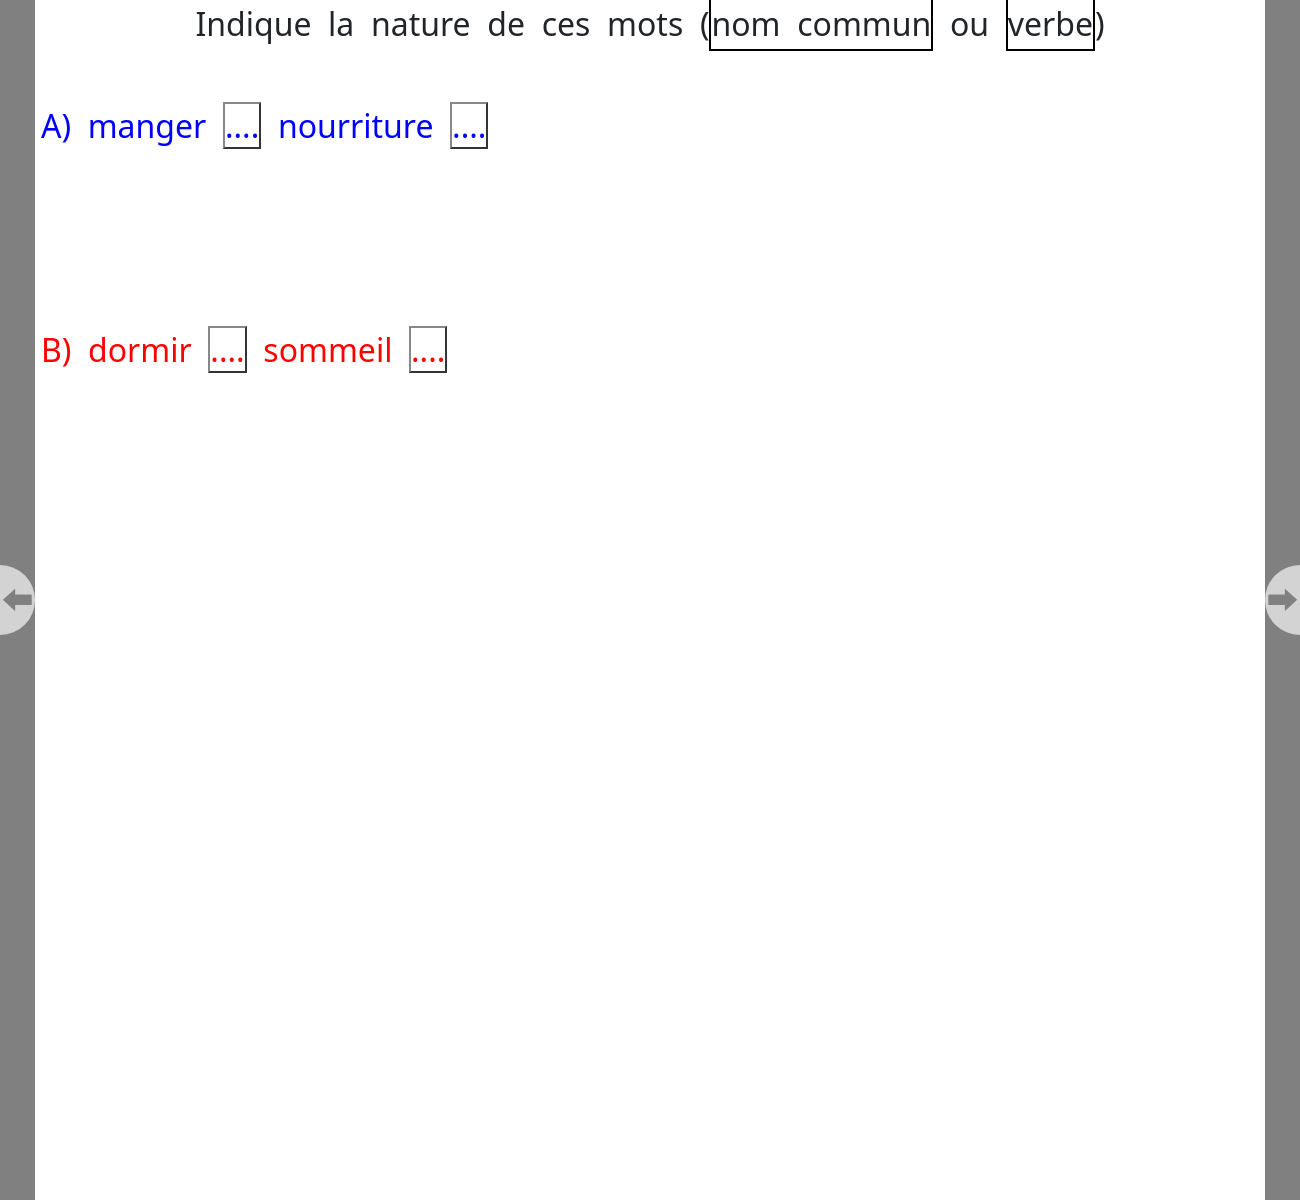 Indique la nature de ces mots (nom commun ou verbe)
A) manger .... nourriture ....
B) dormir .... sommeil ....